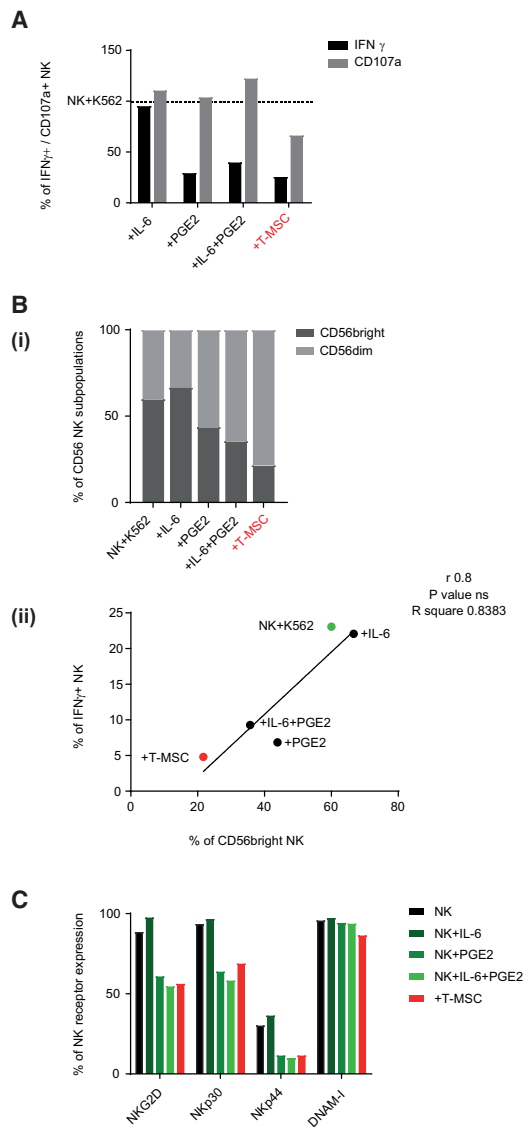 A
% of IFNγ+ / CD107a+ NK
150
NK+K562
50
0
IFN γ
CD107a
+IL-6
+PGE2
+IL-6+PGE2
+T-MSC
B
(i)
% of CD56 NK subpopulations
100
50
0
CD56bright
CD56dim
NK+K562
+IL-6
+PGE2
+IL-6+PGE2
+T-MSC
r 0.8
P value ns
R square 0.8383
(ii)
% of IFNγ+ NK
25
20
15
10
5
0
NK+K562
+IL-6
+IL-6+PGE2
+PGE2
+T-MSC
0 20 40 60 80
% of CD56bright NK
C
% of NK receptor expression
100
50
0
NK
NK+IL-6
NK+PGE2
NK+IL-6+PGE2
+T-MSC
NKG2D
NKp30
NKp44
DNAM-I